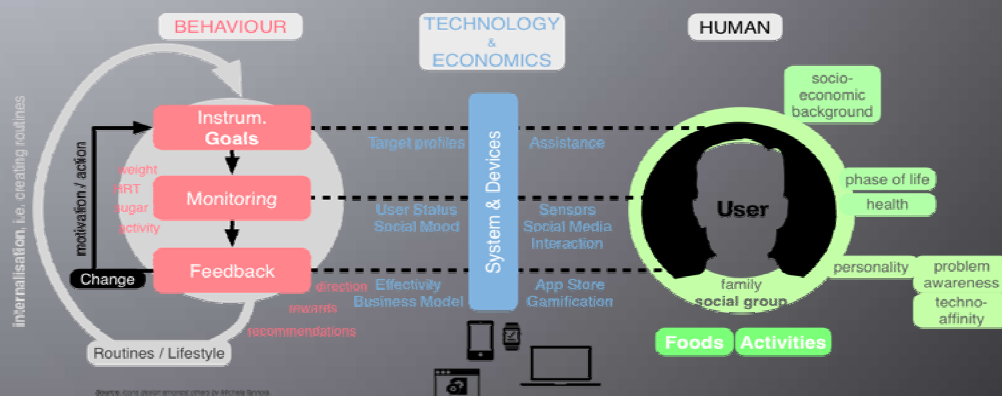 BEHAVIOUR
TECHNOLOGY
&
ECONOMICS
HUMAN
internalisation, i.e. creating routines
motivation / action
Instrum.
Goals
Monitoring
Feedback
Change
weight
HRT
sugar
activity
direction
rewards
recommendations
Routines / Lifestyle
Target profiles
User Status
Social Mood
Effectivity
Business Model
System & Devices
Assistance
Sensors
Social Media
Interaction
App Store
Gamification
User
family
social group
socio-
economic
background
phase of life
health
personality
problem
awareness
techno-
affinity
Foods
Activities